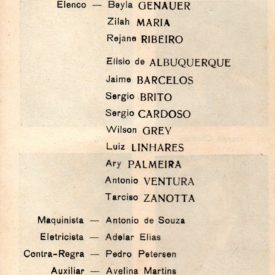 Elenco — Beyla GENAUER
Zilah MARIA
Rejane RIBEIRO
Elísio de ALBUQUERQUE
Jaime BARCELOS
Sergio BRITO
Sergio CARDOSO
Wilson GREY
Luiz LINHARES
Ary PALMEIRA
Antonio VENTURA
Tarciso ZANOTTA
Maquinista — Antonio de Souza
Eletricista — Adelar Elias
Contra-Regra — Pedro Petersen
Auxiliar — Avelina Martins